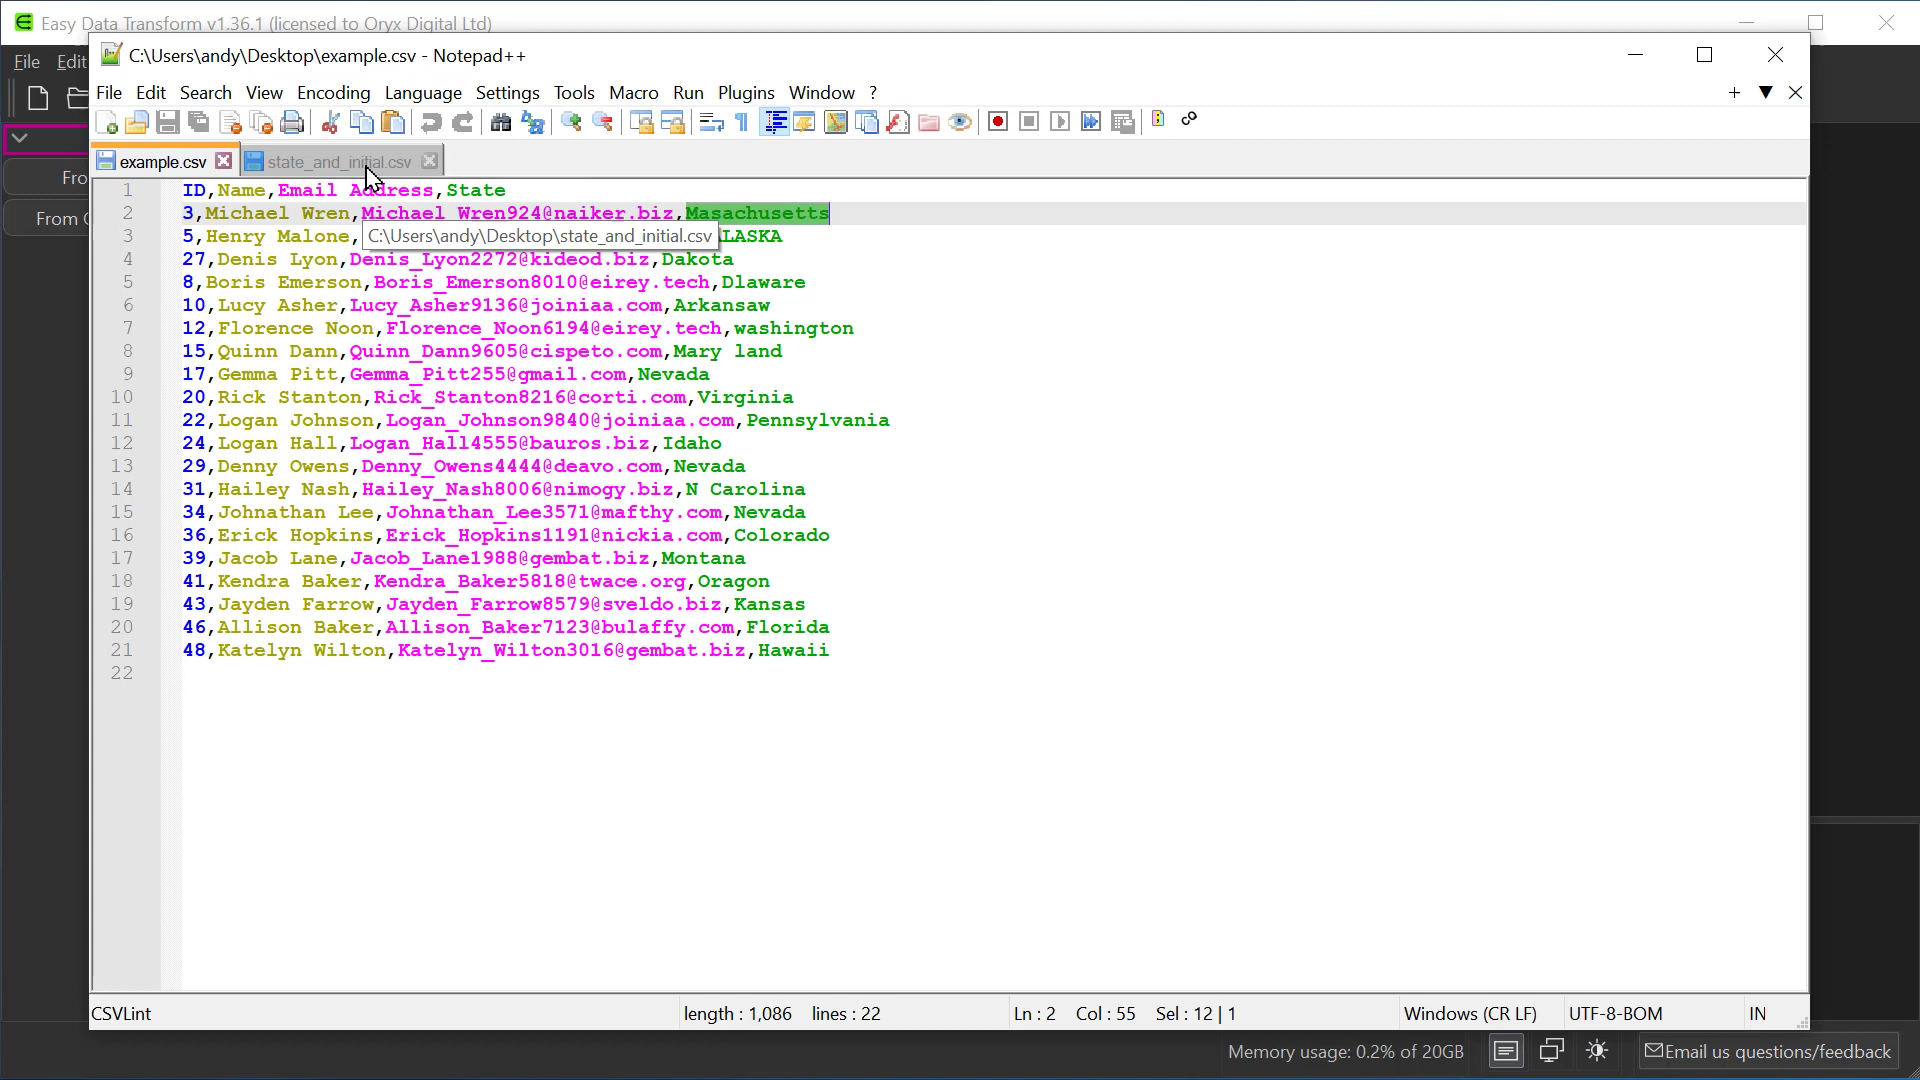 Easy Data Transform v1.36.1 (licensed to Oryx Digital Ltd)
File Edit
C:\Users\andy\Desktop\example.csv - Notepad++
File Edit Search View Encoding Language Settings Tools Macro Run Plugins Window ?
example.csv state_and_initial.csv
Fro
From
1 ID,Name,Email Address,State
2 3,Michael Wren,Michael_Wren924@naiker.biz,Masachusetts
3 5,Henry Malone, LASKA
C:\Users\andy\Desktop\state_and_initial.csv
4 27,Denis Lyon,Denis_Lyon2272@kideod.biz,Dakota
5 8,Boris Emerson,Boris_Emerson8010@eirey.tech,Dlaware
6 10,Lucy Asher,Lucy_Asher9136@joiniaa.com,Arkansaw
7 12,Florence Noon,Florence_Noon6194@eirey.tech,washington
8 15,Quinn Dann,Quinn_Dann9605@cispeto.com,Mary land
9 17,Gemma Pitt,Gemma_Pitt255@gmail.com,Nevada
10 20,Rick Stanton,Rick_Stanton8216@corti.com,Virginia
11 22,Logan Johnson,Logan_Johnson9840@joiniaa.com,Pennsylvania
12 24,Logan Hall,Logan_Hall4555@bauros.biz,Idaho
13 29,Denny Owens,Denny_Owens4444@deavo.com,Nevada
14 31,Hailey Nash,Hailey_Nash8006@nimogy.biz,N Carolina
15 34,Johnathan Lee,Johnathan_Lee3571@mafthy.com,Nevada
16 36,Erick Hopkins,Erick_Hopkins1191@nickia.com,Colorado
17 39,Jacob Lane,Jacob_Lane1988@gembat.biz,Montana
18 41,Kendra Baker,Kendra_Baker5818@twace.org,Oragon
19 43,Jayden Farrow,Jayden_Farrow8579@sveldo.biz,Kansas
20 46,Allison Baker,Allison_Baker7123@bulaffy.com,Florida
21 48,Katelyn Wilton,Katelyn_Wilton3016@gembat.biz,Hawaii
22
CSVLint length : 1,086 lines : 22 Ln : 2 Col : 55 Sel : 12 | 1 Windows (CR LF) UTF-8-BOM IN
Memory usage: 0.2% of 20GB Email us questions/feedback